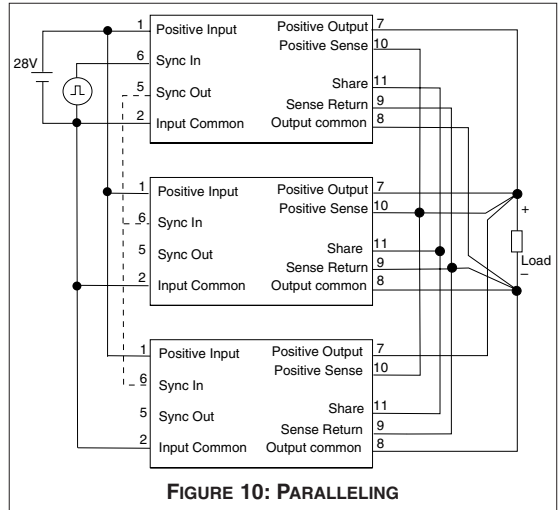 1 Positive Input Positive Output 7
Positive Sense 10
28V
6 Sync In
5 Sync Out Share 11
Sense Return 9
2 Input Common Output common 8
1 Positive Input Positive Output 7
Positive Sense 10
+
6 Sync In
5 Sync Out Share 11
Load
Sense Return 9
–
2 Input Common Output common 8
1 Positive Input Positive Output 7
Positive Sense 10
6 Sync In
5 Sync Out Share 11
Sense Return 9
2 Input Common Output common 8
FIGURE 10: PARALLELING